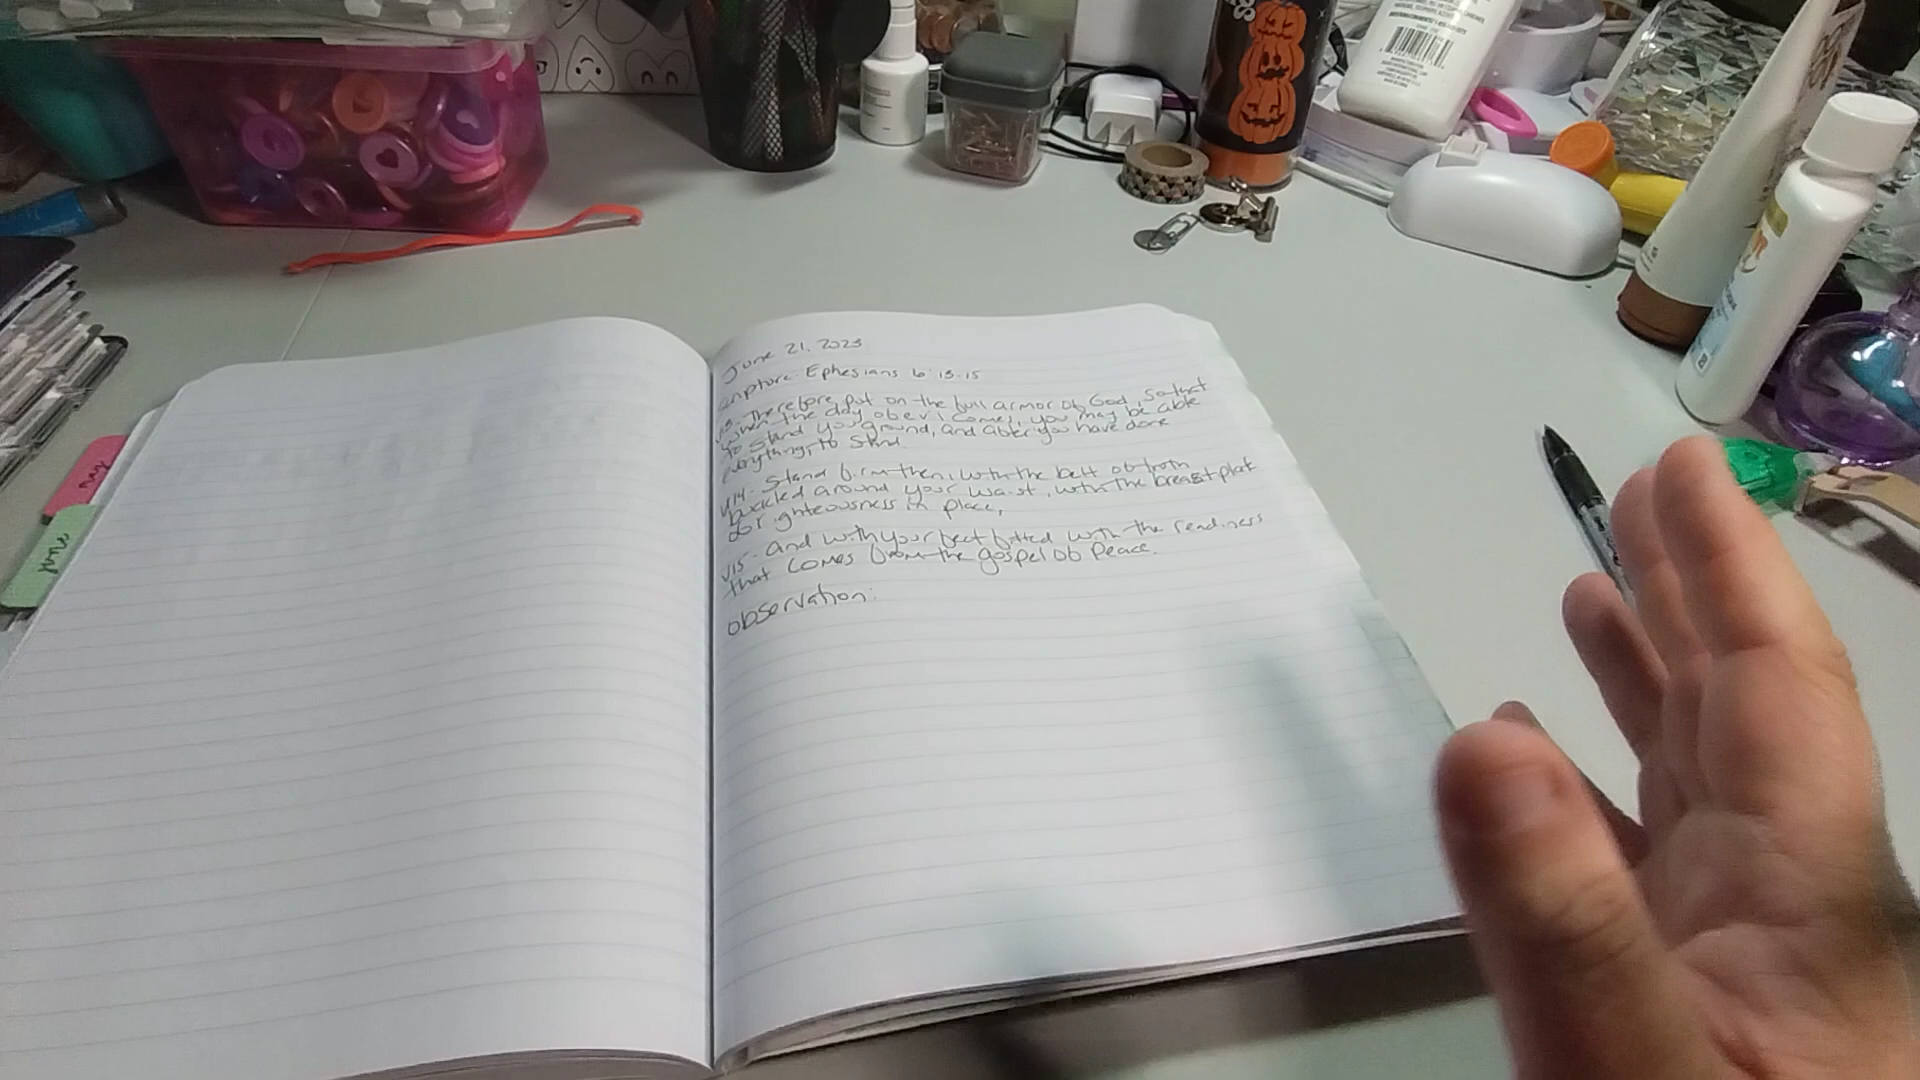 June 21, 2023
Scripture: Ephesians 6:13-15
v13- Therefore put on the full armor of God, so that
when the day of evil comes, you may be able
to stand your ground, and after you have done
everything, to stand.
v14- Stand firm then, with the belt of truth
buckled around your waist, with the breastplate
of righteousness in place,
v15- and with your feet fitted with the readiness
that comes from the gospel of peace.
observation:
may
june